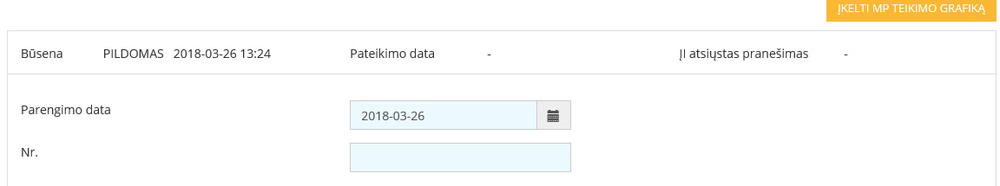 ĮKELTI MP TEIKIMO GRAFIKĄ
Būsena PILDOMAS 2018-03-26 13:24 Pateikimo data - ĮI atsiųstas pranešimas -
Parengimo data 2018-03-26
Nr.